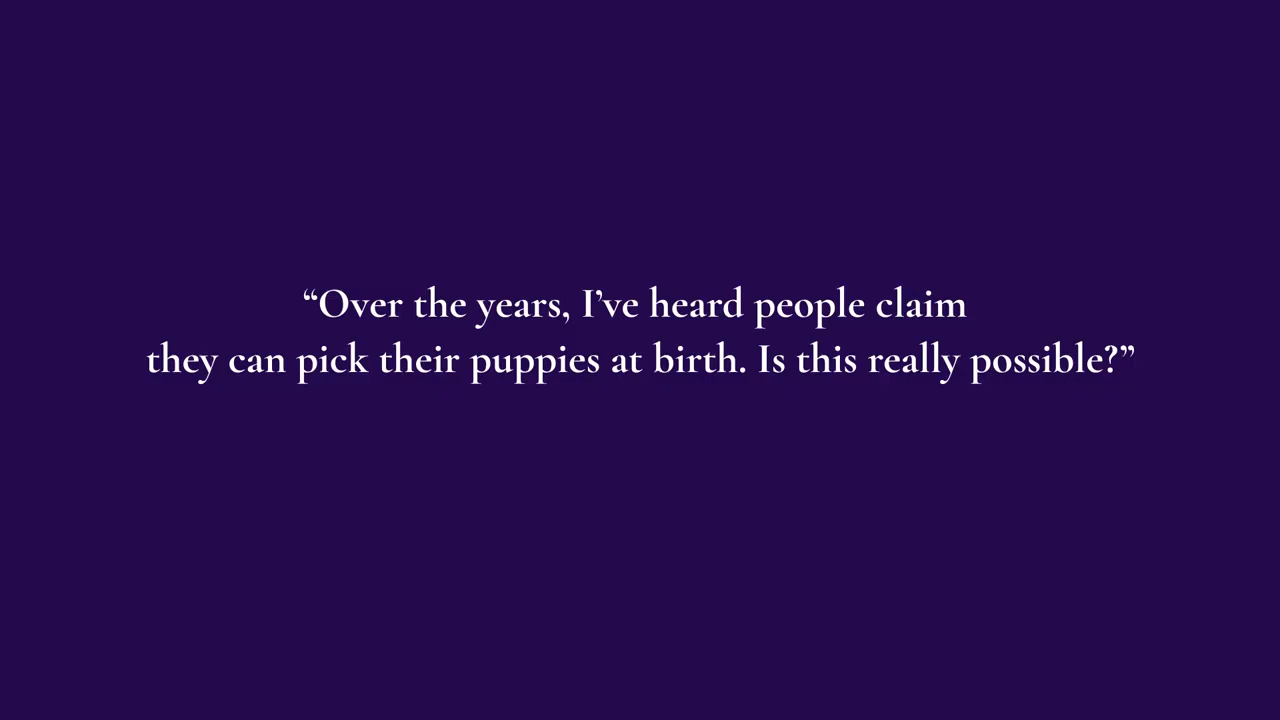 “Over the years, I’ve heard people claim
they can pick their puppies at birth. Is this really possible?”